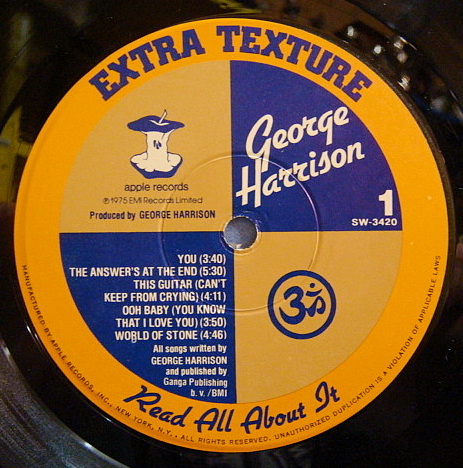 EXTRA TEXTURE
George
Harrison
apple records
℗1975 EMI Records Limited
Produced by GEORGE HARRISON
1
SW-3420
YOU (3:40)
THE ANSWER'S AT THE END (5:30)
THIS GUITAR (CAN'T
KEEP FROM CRYING) (4:11)
OOH BABY (YOU KNOW
THAT I LOVE YOU) (3:50)
WORLD OF STONE (4:46)
All songs written by
GEORGE HARRISON
and published by
Ganga Publishing
b. v. /BMI
ॐ
Read All About It
MANUFACTURED BY APPLE RECORDS, INC., NEW YORK, N.Y., ALL RIGHTS RESERVED. UNAUTHORIZED DUPLICATION IS A VIOLATION OF APPLICABLE LAWS